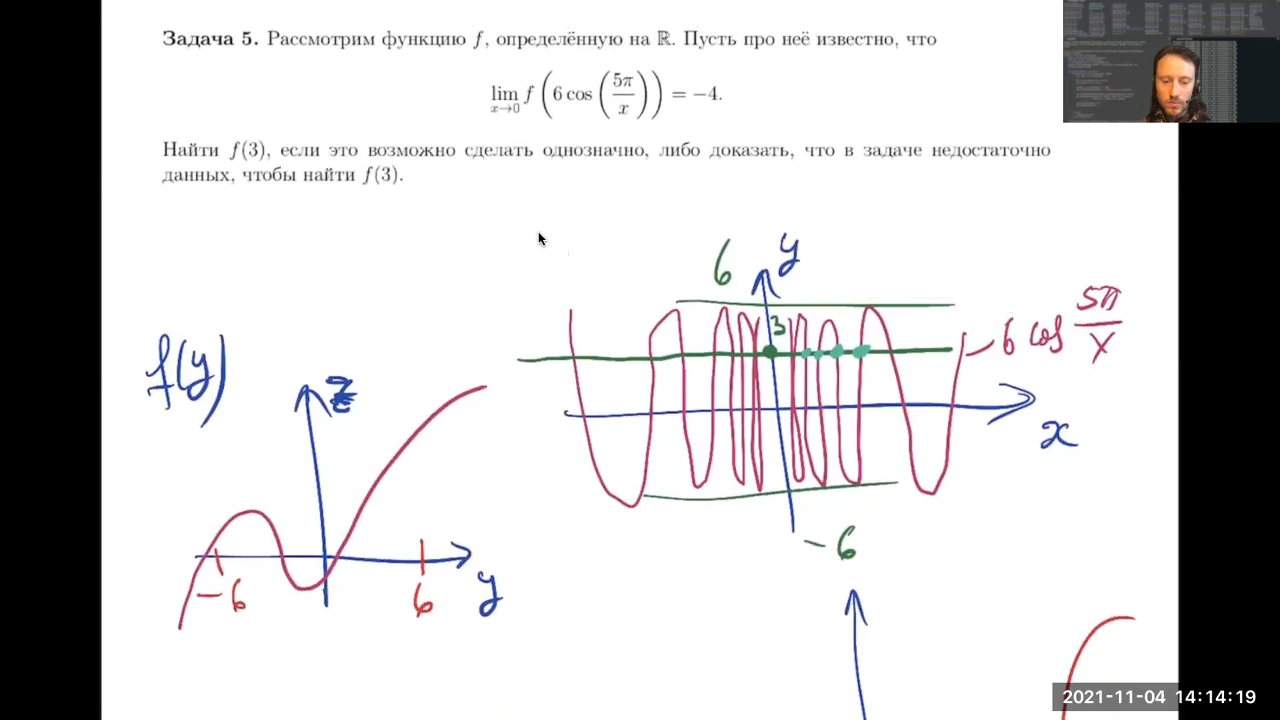 Задача 5. Рассмотрим функцию f, определённую на ℝ. Пусть про неё известно, что
lim x→0 f (6 cos (5π/x)) = −4.
Найти f(3), если это возможно сделать однозначно, либо доказать, что в задаче недостаточно
данных, чтобы найти f(3).
6
y
3
6 cos 5π/x
f(y)
z
x
−6
−6
6
y
2021-11-04 14:14:19